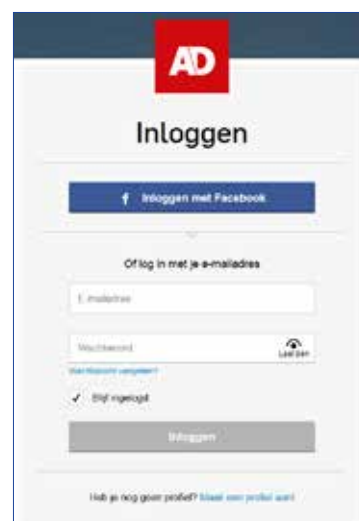 AD
Inloggen
f Inloggen met Facebook
Of log in met je e-mailadres
E-mailadres
Wachtwoord
Laat zien
Wachtwoord vergeten?
✓ Blijf ingelogd
Inloggen
Heb je nog geen profiel? Maak een profiel aan!